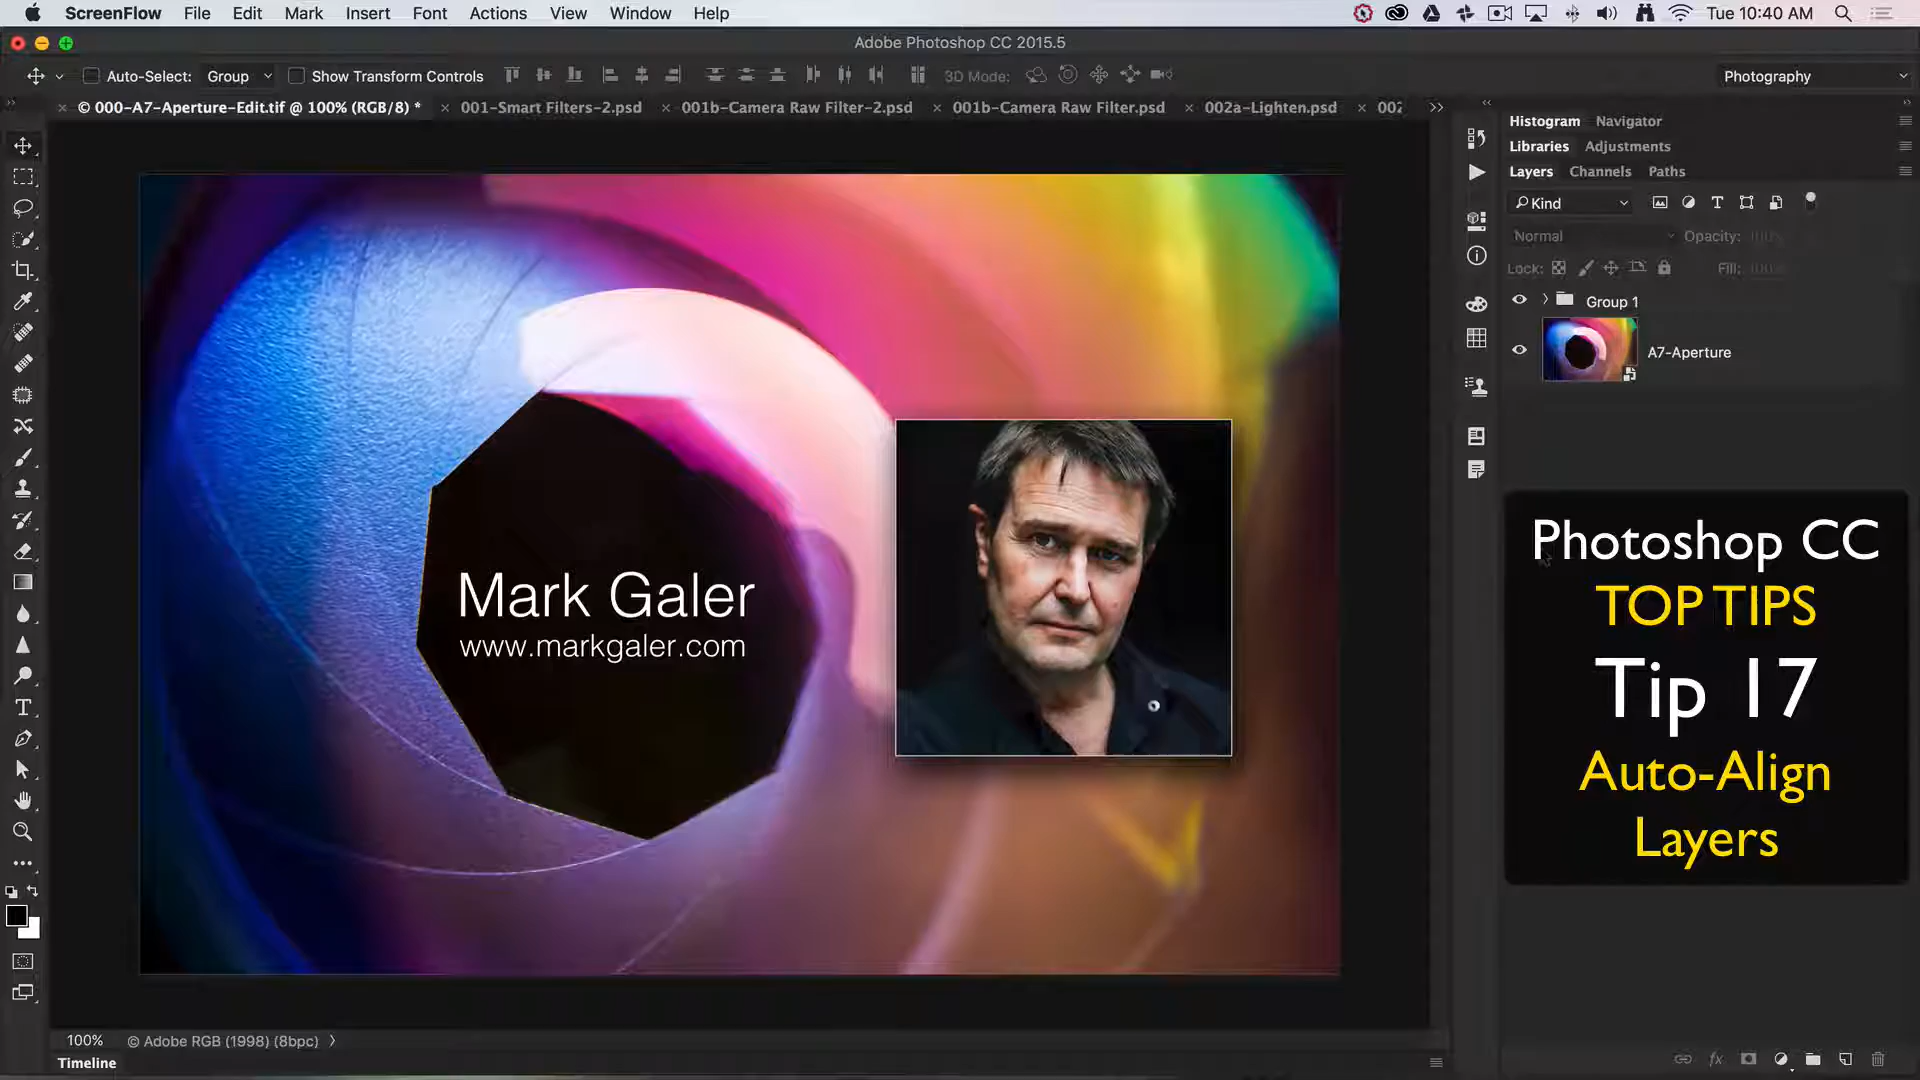 ScreenFlow File Edit Mark Insert Font Actions View Window Help Tue 10:40 AM
Adobe Photoshop CC 2015.5
Auto-Select: Group Show Transform Controls 3D Mode: Photography
© 000-A7-Aperture-Edit.tif @ 100% (RGB/8) * 001-Smart Filters-2.psd 001b-Camera Raw Filter-2.psd 001b-Camera Raw Filter.psd 002a-Lighten.psd 002
Histogram Navigator
Libraries Adjustments
Layers Channels Paths
Kind
Normal Opacity: 100%
Lock: Fill: 100%
Group 1
A7-Aperture
Mark Galer
www.markgaler.com
Photoshop CC
TOP TIPS
Tip 17
Auto-Align
Layers
100% © Adobe RGB (1998) (8bpc)
Timeline
fx